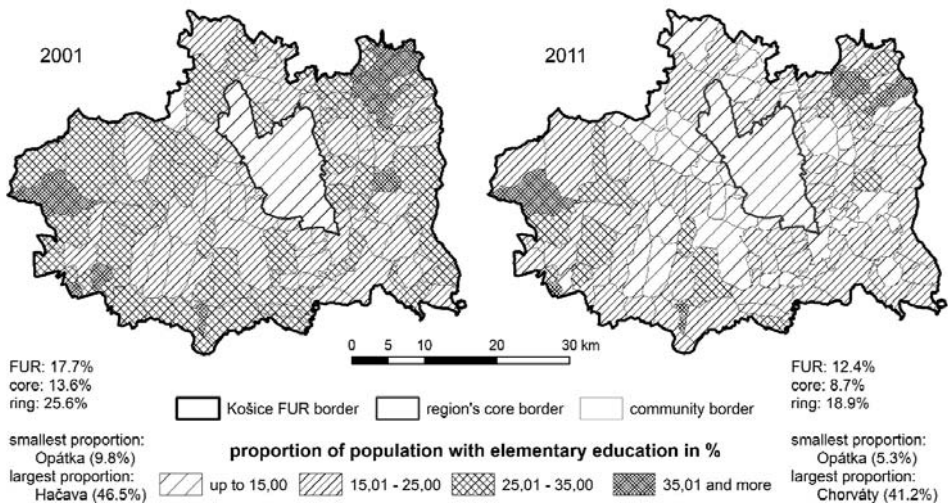 2001
2011
0 5 10 20 30 km
FUR: 17.7%
core: 13.6%
ring: 25.6%
FUR: 12.4%
core: 8.7%
ring: 18.9%
Košice FUR border
region's core border
community border
smallest proportion:
Opátka (9.8%)
largest proportion:
Hačava (46.5%)
proportion of population with elementary education in %
up to 15,00
15,01 - 25,00
25,01 - 35,00
35,01 and more
smallest proportion:
Opátka (5.3%)
largest proportion:
Chorváty (41.2%)